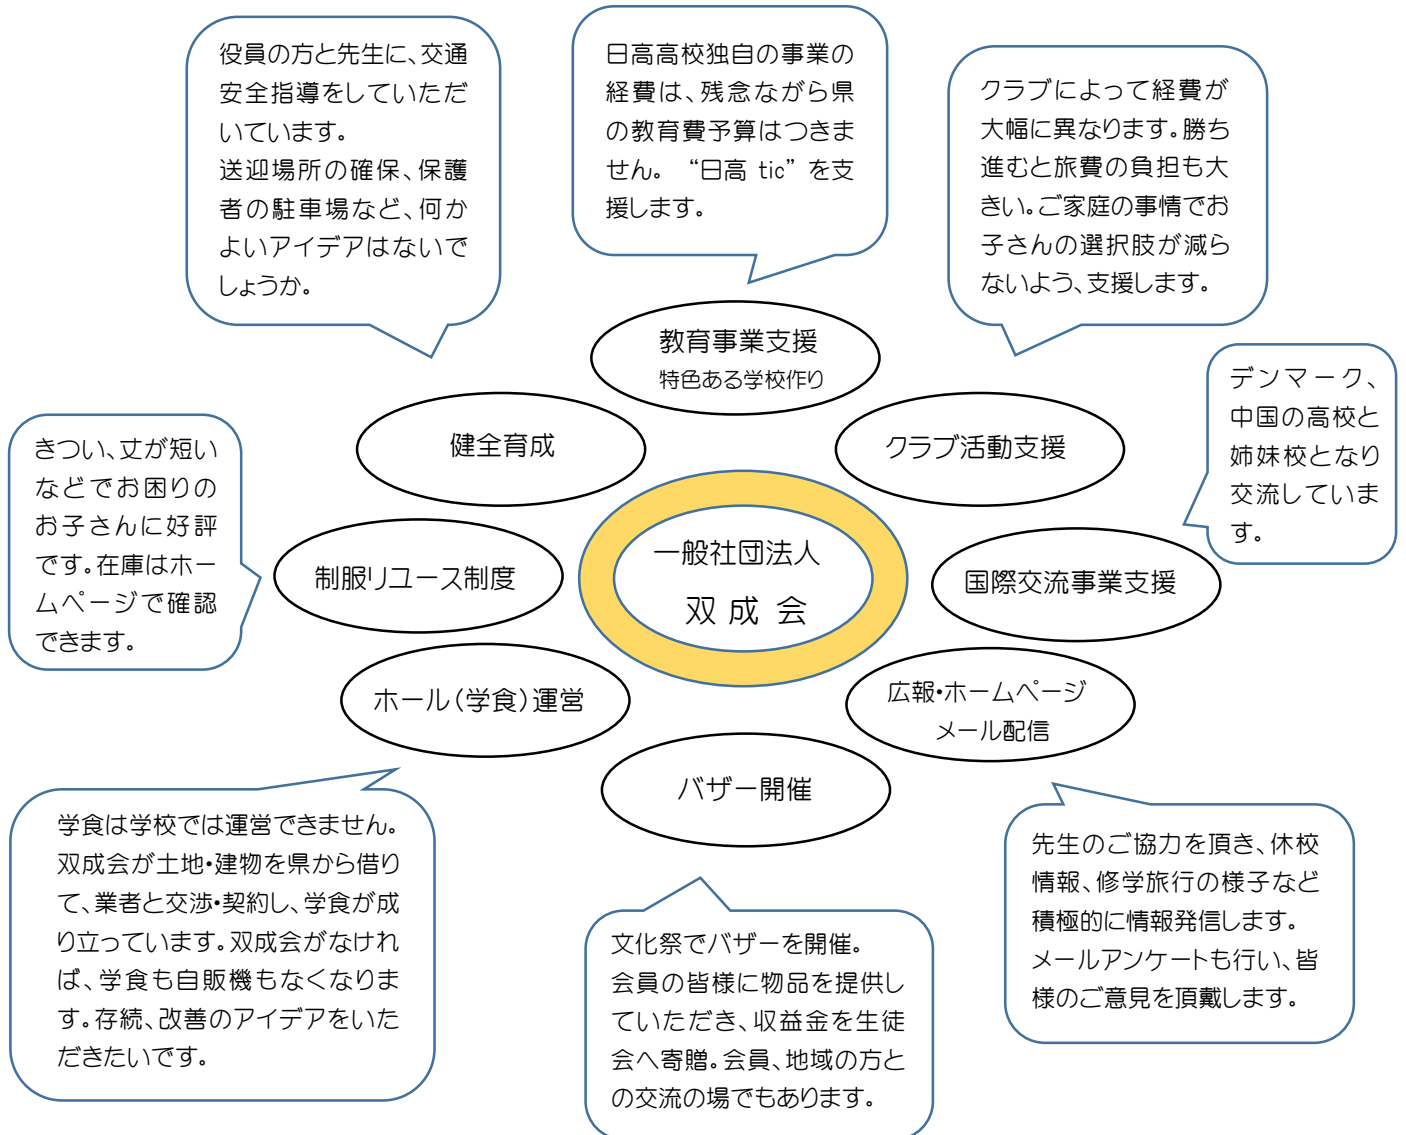 役員の方と先生に、交通
安全指導をしていただ
いています。
送迎場所の確保、保護
者の駐車場など、何か
よいアイデアはないで
しょうか。
日高高校独自の事業の
経費は、残念ながら県
の教育費予算はつきま
せん。 “日高 tic” を支
援します。
クラブによって経費が
大幅に異なります。勝ち
進むと旅費の負担も大
きい。ご家庭の事情でお
子さんの選択肢が減ら
ないよう、支援します。
教育事業支援
特色ある学校作り
健全育成
クラブ活動支援
デンマーク、
中国の高校と
姉妹校となり
交流していま
す。
きつい、丈が短い
などでお困りの
お子さんに好評
です。在庫はホー
ムページで確認
できます。
制服リユース制度
一般社団法人
双 成 会
国際交流事業支援
ホール(学食)運営
広報・ホームページ
メール配信
バザー開催
学食は学校では運営できません。
双成会が土地・建物を県から借り
て、業者と交渉・契約し、学食が成
り立っています。双成会がなけれ
ば、学食も自販機もなくなりま
す。存続、改善のアイデアをいた
だきたいです。
文化祭でバザーを開催。
会員の皆様に物品を提供し
ていただき、収益金を生徒
会へ寄贈。会員、地域の方と
の交流の場でもあります。
先生のご協力を頂き、休校
情報、修学旅行の様子など
積極的に情報発信します。
メールアンケートも行い、皆
様のご意見を頂戴します。